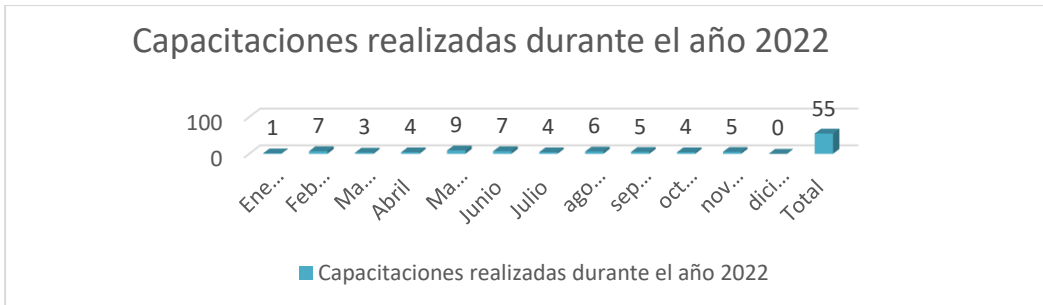 Capacitaciones realizadas durante el año 2022
100
0
1 7 3 4 9 7 4 6 5 4 5 0 55
Ene... Feb... Ma... Abril Ma... Junio Julio ago... sep... oct... nov... dici... Total
Capacitaciones realizadas durante el año 2022